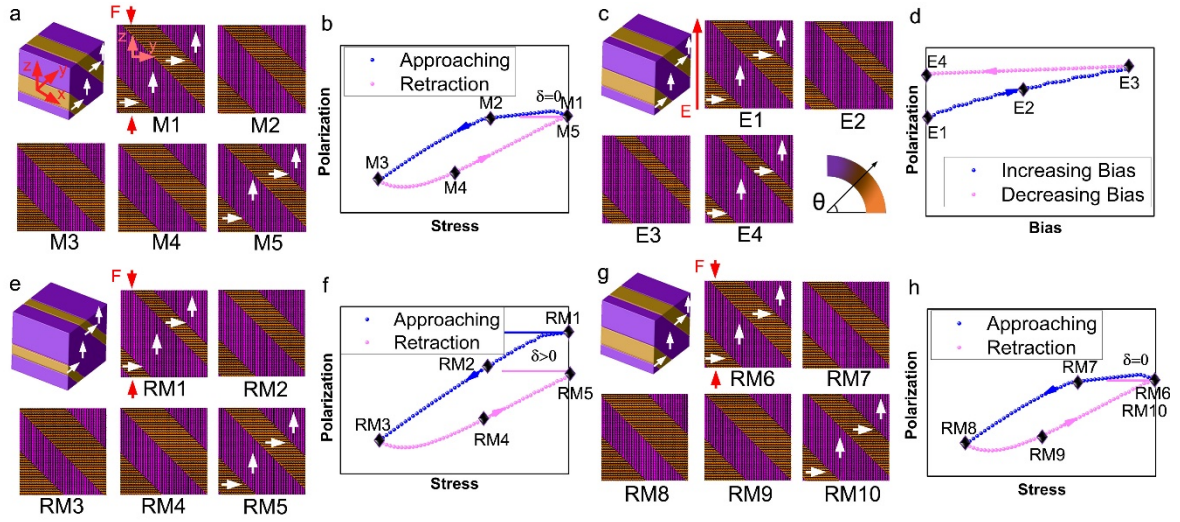 a
F
z
y
z
y
x
M1
M2
M3
M4
M5
b
Polarization
Approaching
Retraction
δ=0
M1
M2
M5
M3
M4
Stress
c
E
E1
E2
E3
E4
θ
d
Polarization
E4
E3
E2
E1
Increasing Bias
Decreasing Bias
Bias
e
F
RM1
RM2
RM3
RM4
RM5
f
Polarization
Approaching
Retraction
RM1
δ>0
RM2
RM5
RM3
RM4
Stress
g
F
RM6
RM7
RM8
RM9
RM10
h
Polarization
Approaching
Retraction
δ=0
RM7
RM6
RM10
RM8
RM9
Stress